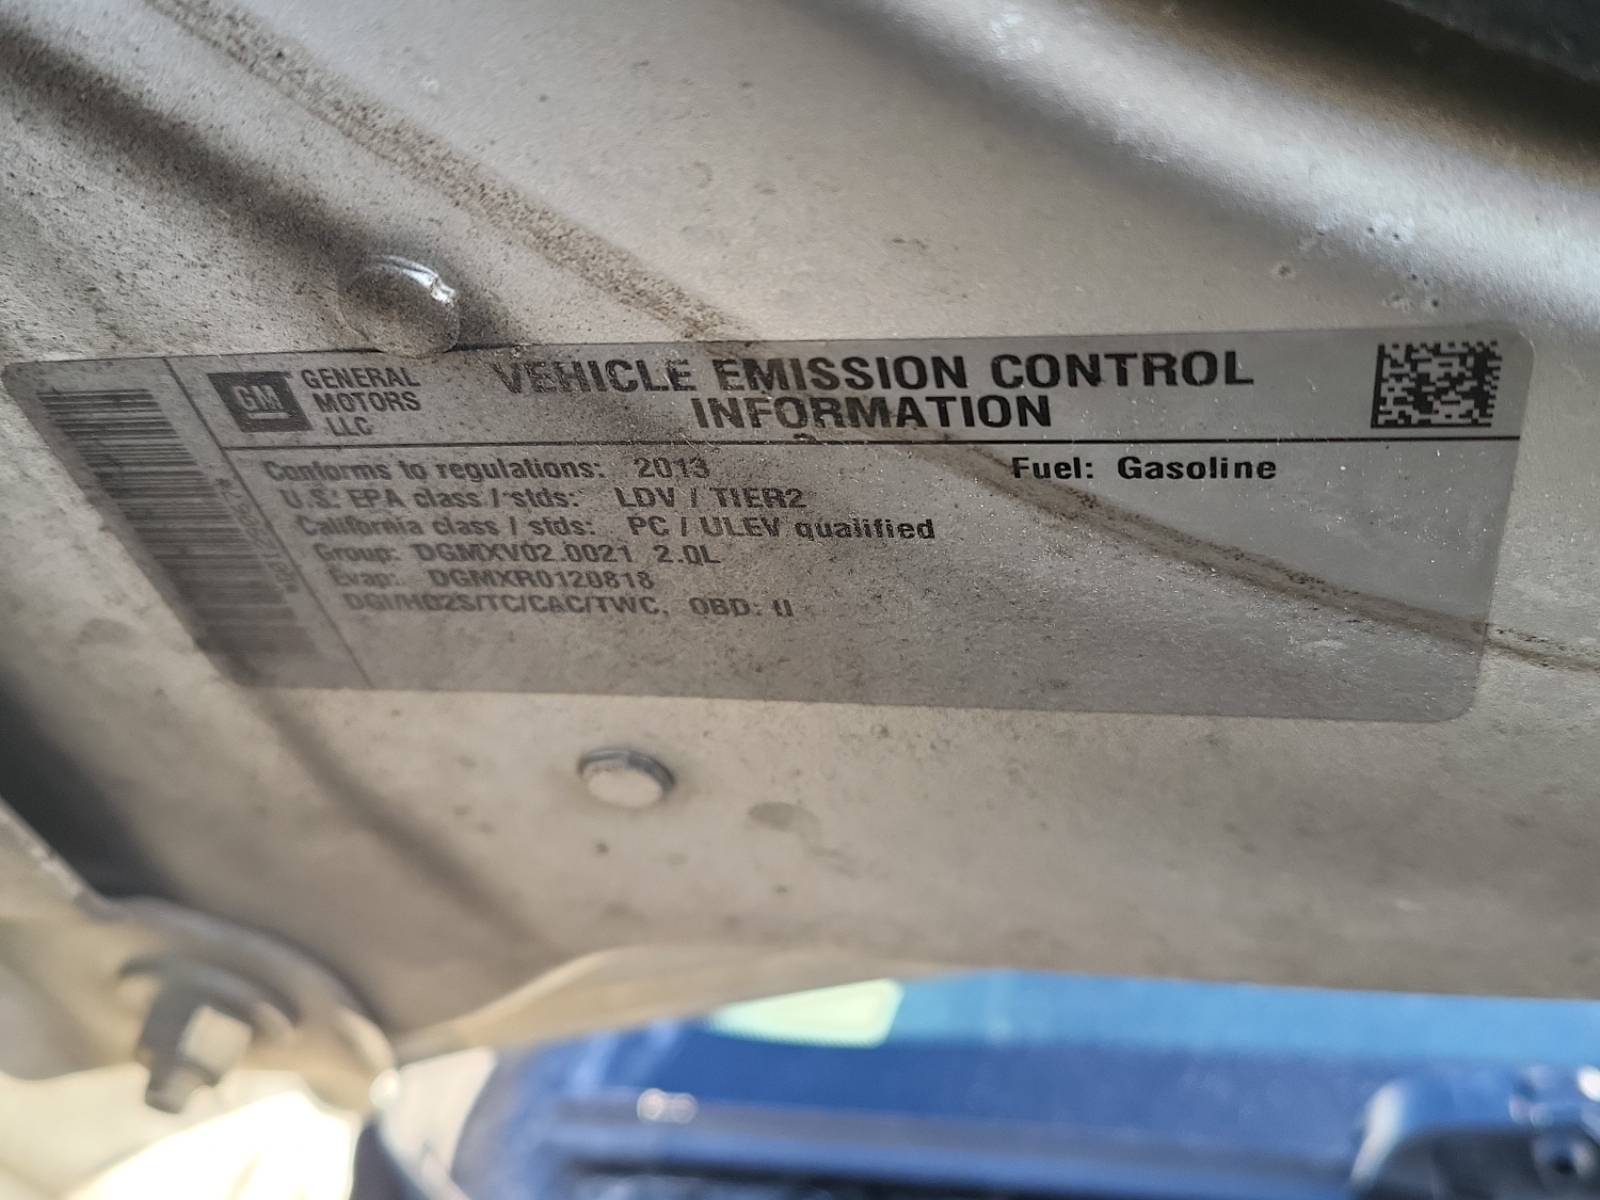 GM
GENERAL
MOTORS
LLC
VEHICLE EMISSION CONTROL
INFORMATION
Conforms to regulations: 2013
Fuel: Gasoline
U.S. EPA class / stds: LDV / TIER2
California class / stds: PC / ULEV qualified
Group: DGMXV02.0021 2.0L
Evap: DGMXR0120818
DGI/HO2S/TC/CAC/TWC, OBD: II